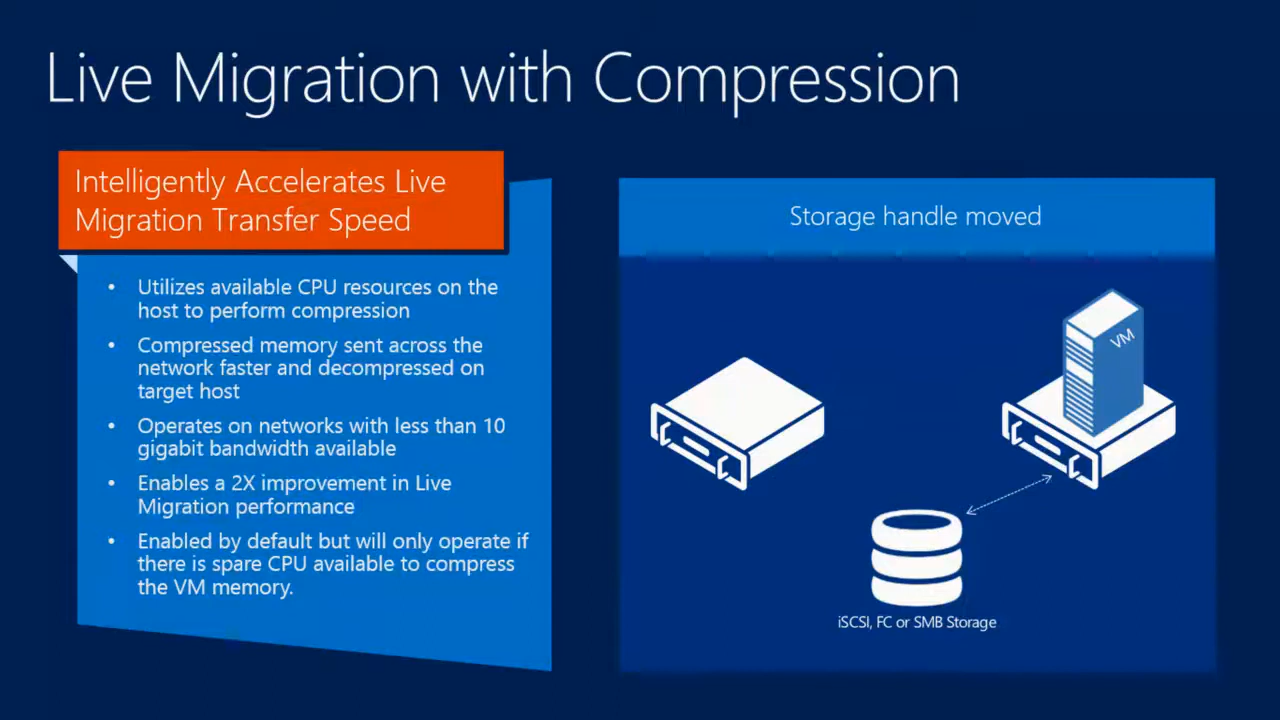 Live Migration with Compression
Intelligently Accelerates Live
Migration Transfer Speed
• Utilizes available CPU resources on the
host to perform compression
• Compressed memory sent across the
network faster and decompressed on
target host
• Operates on networks with less than 10
gigabit bandwidth available
• Enables a 2X improvement in Live
Migration performance
• Enabled by default but will only operate if
there is spare CPU available to compress
the VM memory.
Storage handle moved
VM
iSCSI, FC or SMB Storage